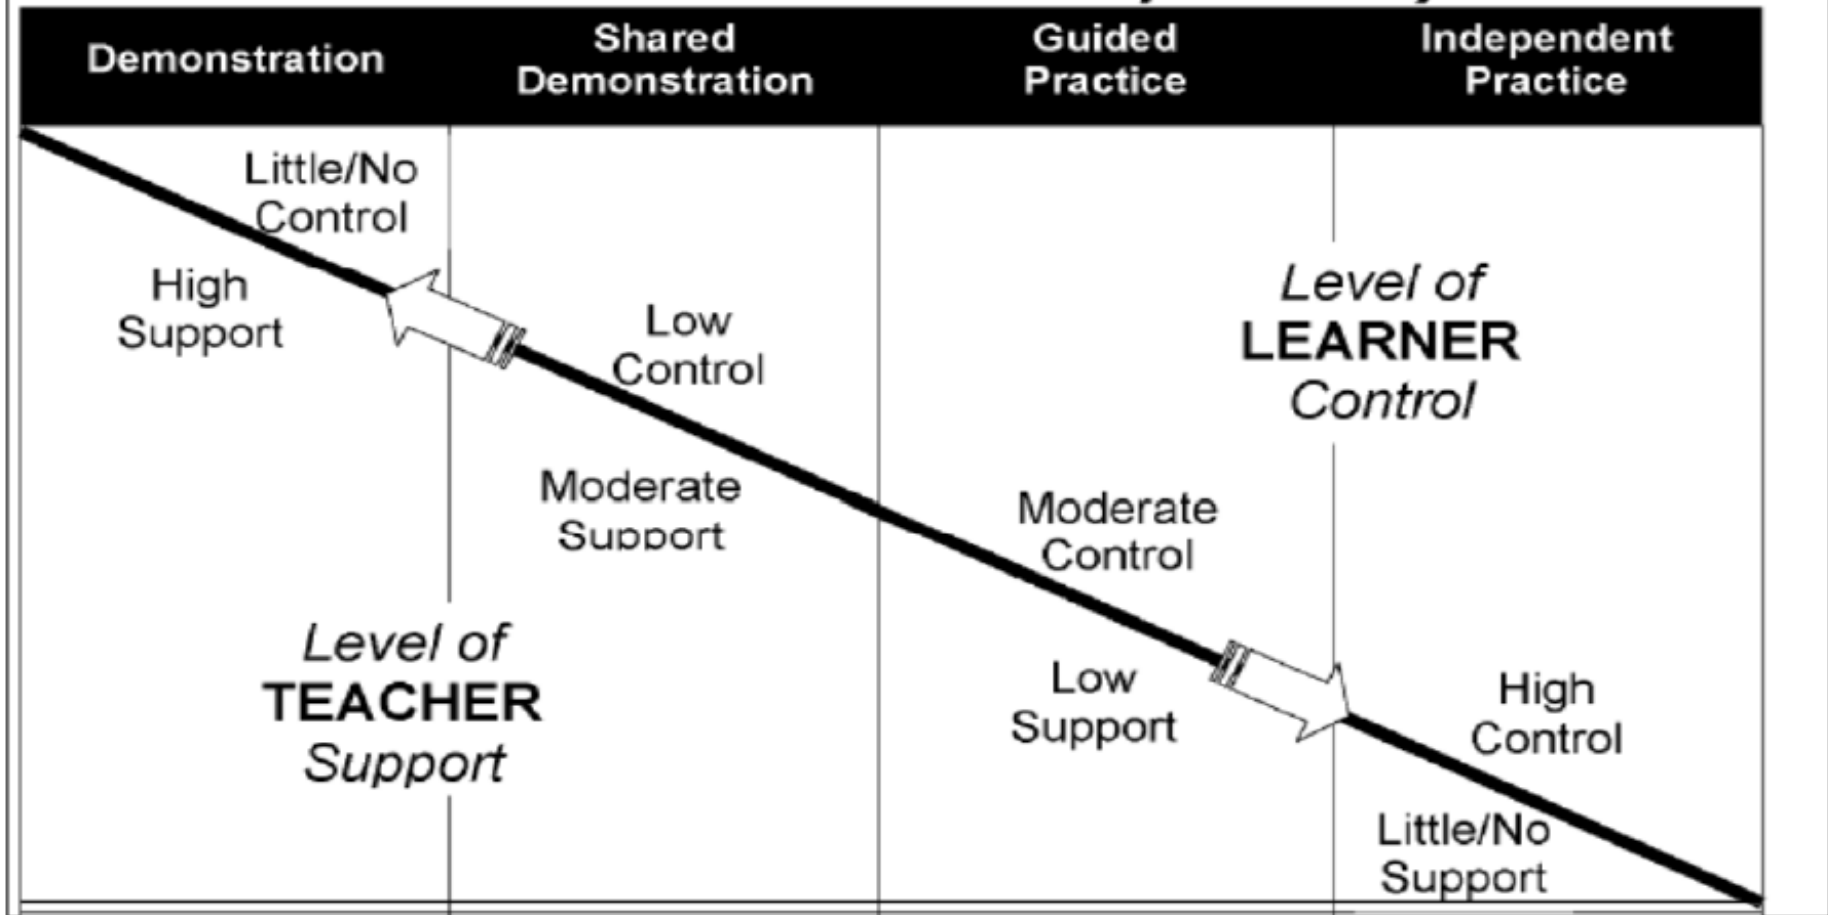 Demonstration
Shared
Demonstration
Guided
Practice
Independent
Practice
Little/No
Control
High
Support
Low
Control
Moderate
Support
Level of
LEARNER
Control
Moderate
Control
Level of
TEACHER
Support
Low
Support
High
Control
Little/No
Support